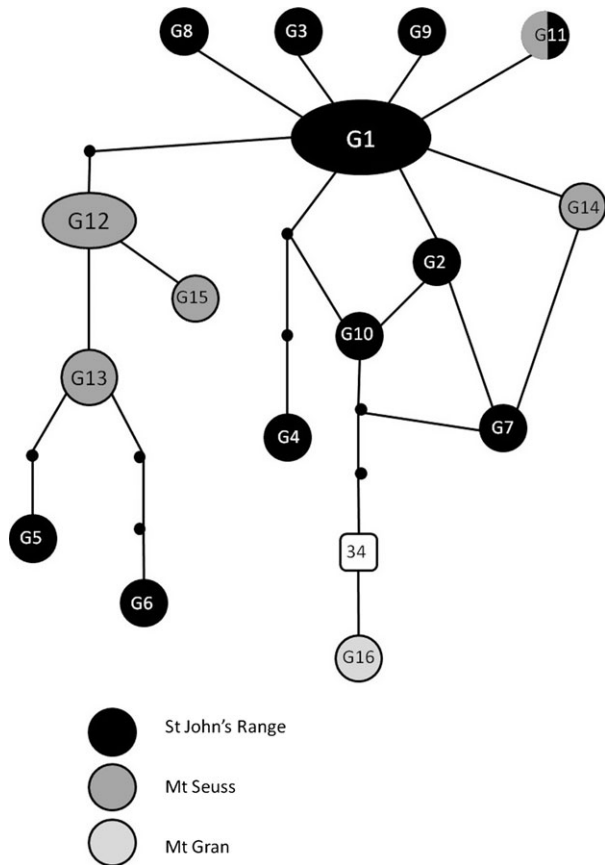 G8
G3
G9
G11
G1
G12
G14
G2
G15
G10
G13
G7
G4
G5
34
G6
G16
St John's Range
Mt Seuss
Mt Gran